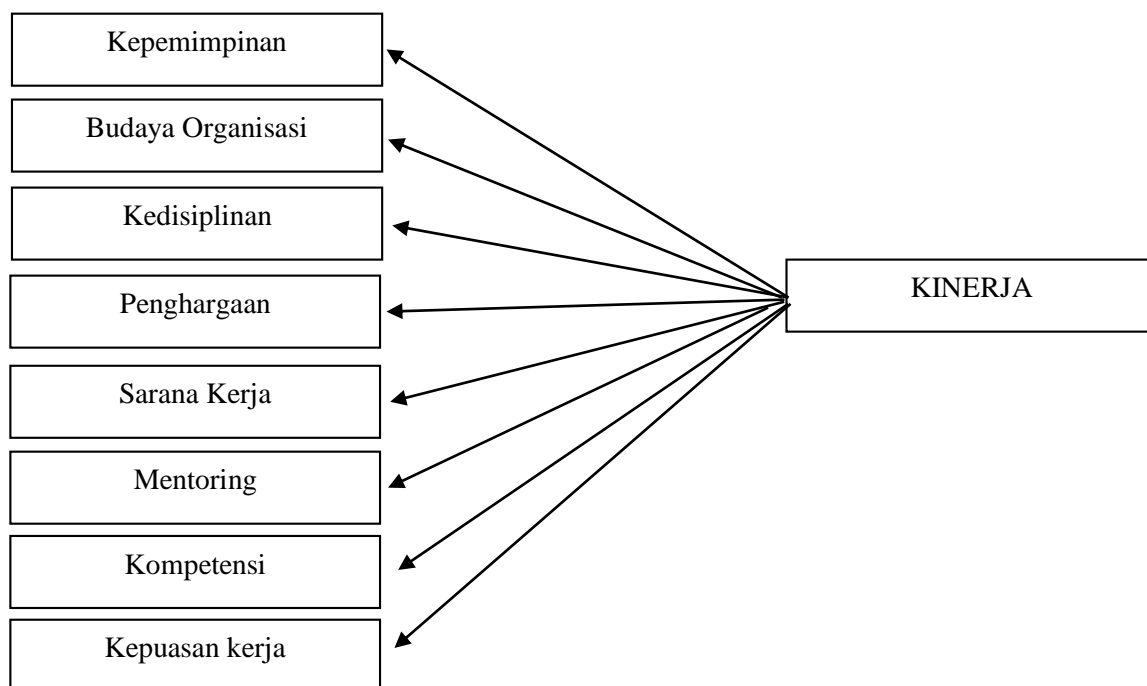 Kepemimpinan
Budaya Organisasi
Kedisiplinan
Penghargaan
Sarana Kerja
Mentoring
Kompetensi
Kepuasan kerja
KINERJA